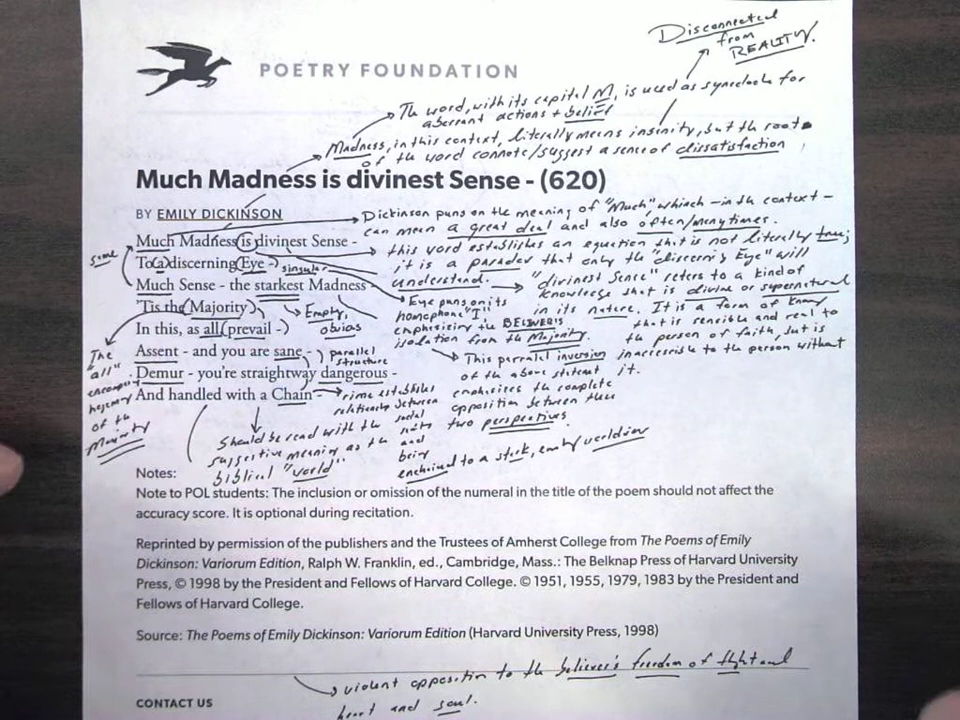 Disconnected
from
REALITY.
POETRY FOUNDATION
The word, with its capital M, is used as synecdoche for
aberrant actions + belief
Madness, in this context, literally means insanity, but the roots
of the word connote/suggest a sense of dissatisfaction
Much Madness is divinest Sense - (620)
BY EMILY DICKINSON
Dickinson puns on the meaning of "Much" which - in the context -
can mean a great deal and also often/many times.
Much Madness is divinest Sense -
this word establishes an equation that is not literally true;
it is a paradox that only the "discerning Eye" will
understand.
Some
To a discerning Eye -
singular
"divinest Sense" refers to a kind of
knowledge that is divine or supernatural
in its nature. It is a form of know
that is sensible and real to
the person of faith, but is
inaccessible to the person without
it.
Much Sense - the starkest Madness -
Eye puns on its
homophone "I"
emphasizing the BELIVER'S
isolation from the Majority.
'Tis the Majority
Empty,
obvious
In this, as all, prevail -
The
"all"
hegemony
of the
Majority
Assent - and you are sane -
parallel
structure
This parralel inversion
of the above statement
emphasizes the complete
opposition between these
two perspectives
Demur - you're straightway dangerous -
And handled with a Chain -
rime establishes
relationship between
social
and
being
enchained to a stark, empty
Should be read with the
suggestive meaning as the
biblical "world".
Notes:
Note to POL students: The inclusion or omission of the numeral in the title of the poem should not affect the
accuracy score. It is optional during recitation.
Reprinted by permission of the publishers and the Trustees of Amherst College from The Poems of Emily
Dickinson: Variorum Edition, Ralph W. Franklin, ed., Cambridge, Mass.: The Belknap Press of Harvard University
Press, © 1998 by the President and Fellows of Harvard College. © 1951, 1955, 1979, 1983 by the President and
Fellows of Harvard College.
Source: The Poems of Emily Dickinson: Variorum Edition (Harvard University Press, 1998)
violent opposition to the believer's freedom of flight and
heart and soul.
CONTACT US